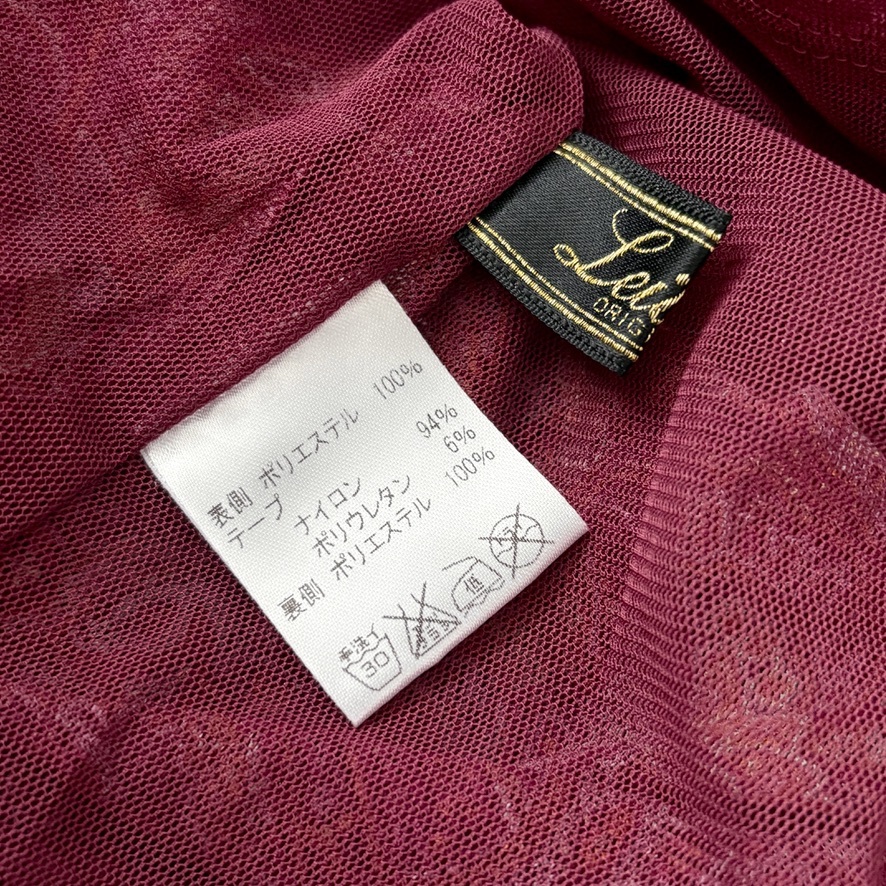 Lei
ORIG
表側 ポリエステル 100%
テープ
ナイロン 94%
ポリウレタン 6%
裏側 ポリエステル 100%
手洗イ
30
低